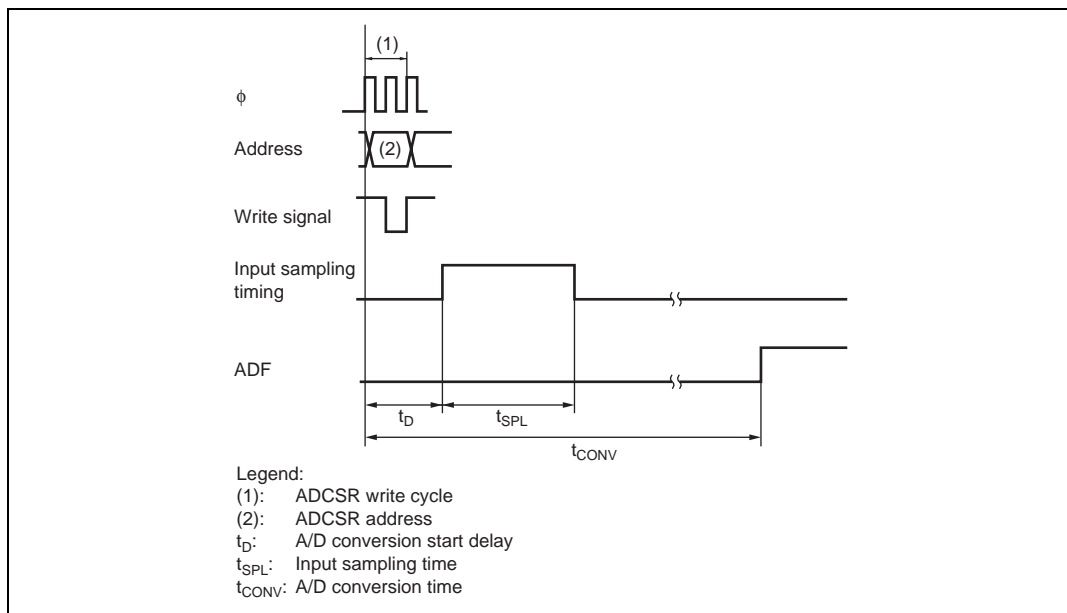 (1)
ϕ
Address
(2)
Write signal
Input sampling
timing
ADF
tD
tSPL
tCONV
Legend:
(1): ADCSR write cycle
(2): ADCSR address
tD: A/D conversion start delay
tSPL: Input sampling time
tCONV: A/D conversion time